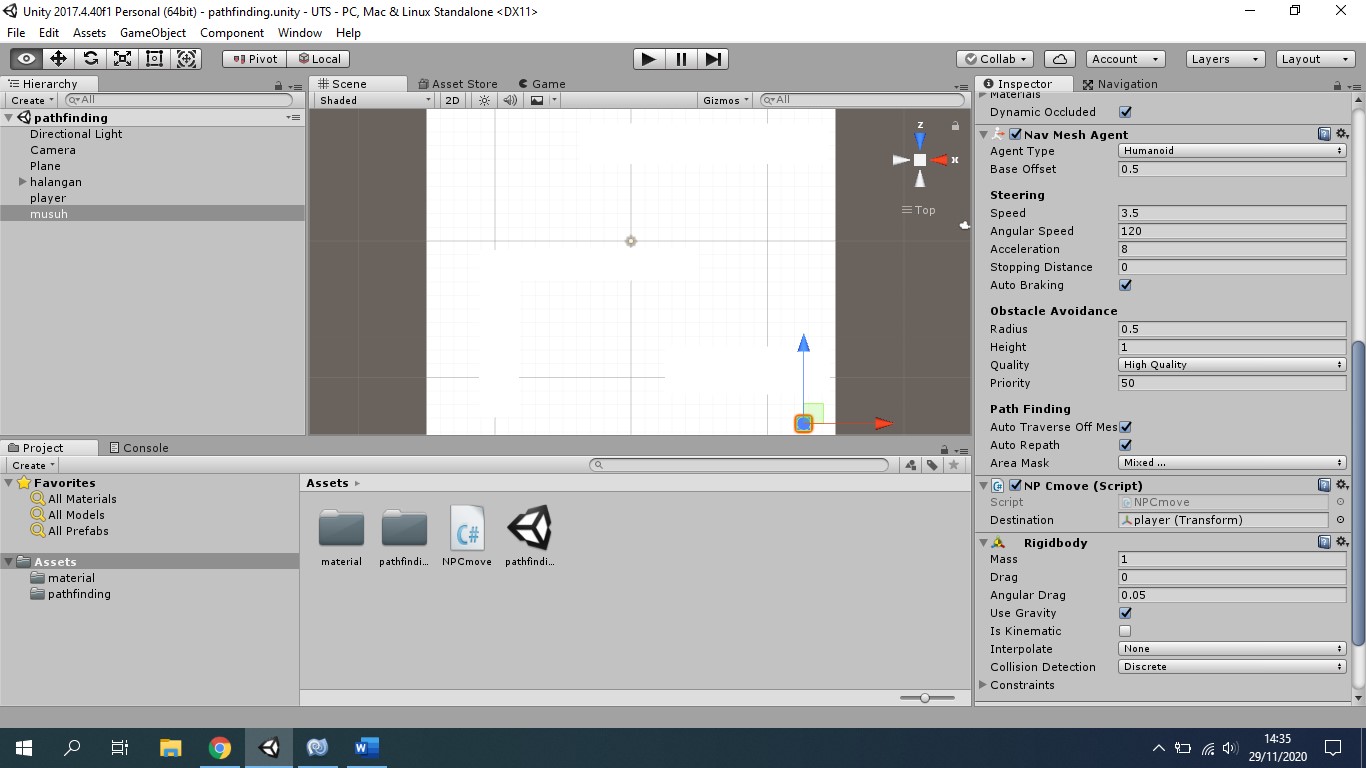 Unity 2017.4.40f1 Personal (64bit) - pathfinding.unity - UTS - PC, Mac & Linux Standalone <DX11>
File Edit Assets GameObject Component Window Help
Pivot Local Collab Account Layers Layout
Hierarchy
Create All
pathfinding
Directional Light
Camera
Plane
halangan
player
musuh
Scene Asset Store Game
Shaded 2D Gizmos All
z
x
Top
Project Console
Create
Favorites
All Materials
All Models
All Prefabs
Assets
material
pathfinding
Assets
material pathfindi... NPCmove pathfindi...
Inspector Navigation
Materials
Dynamic Occluded
Nav Mesh Agent
Agent Type Humanoid
Base Offset 0.5
Steering
Speed 3.5
Angular Speed 120
Acceleration 8
Stopping Distance 0
Auto Braking
Obstacle Avoidance
Radius 0.5
Height 1
Quality High Quality
Priority 50
Path Finding
Auto Traverse Off Mes
Auto Repath
Area Mask Mixed ...
NP Cmove (Script)
Script NPCmove
Destination player (Transform)
Rigidbody
Mass 1
Drag 0
Angular Drag 0.05
Use Gravity
Is Kinematic
Interpolate None
Collision Detection Discrete
Constraints
14:35
29/11/2020